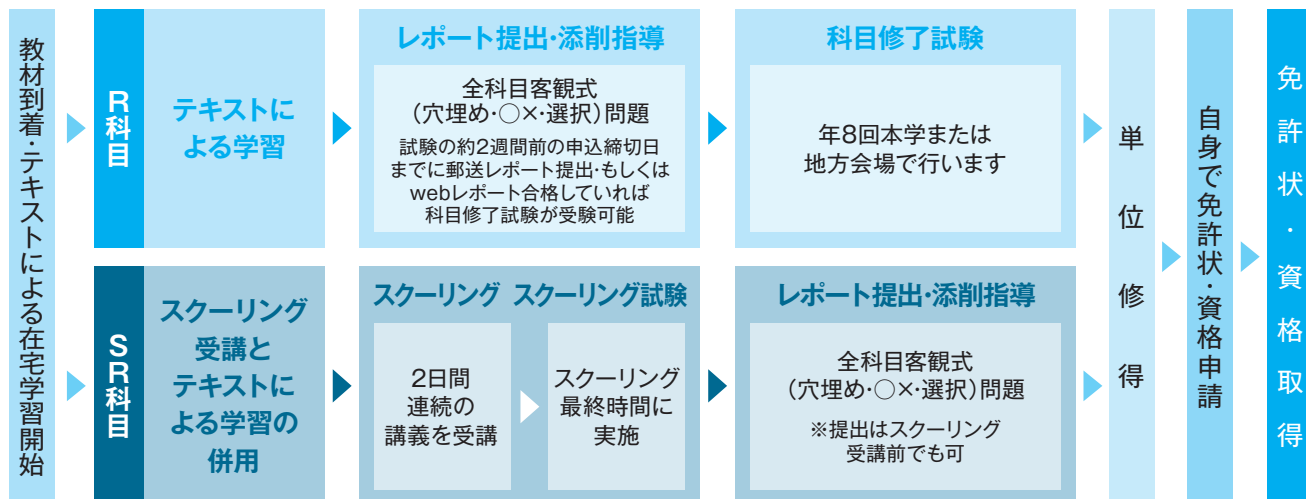 教材到着・テキストによる在宅学習開始
R科目
テキストに
よる学習
レポート提出・添削指導
全科目客観式
(穴埋め・○×・選択)問題
試験の約2週間前の申込締切日
までに郵送レポート提出・もしくは
webレポート合格していれば
科目修了試験が受験可能
科目修了試験
年8回本学または
地方会場で行います
SR科目
スクーリング
受講と
テキストに
よる学習の
併用
スクーリング
2日間
連続の
講義を受講
スクーリング試験
スクーリング
最終時間に
実施
レポート提出・添削指導
全科目客観式
(穴埋め・○×・選択)問題
※提出はスクーリング
受講前でも可
単位修得
自身で免許状・資格申請
免許状・資格取得